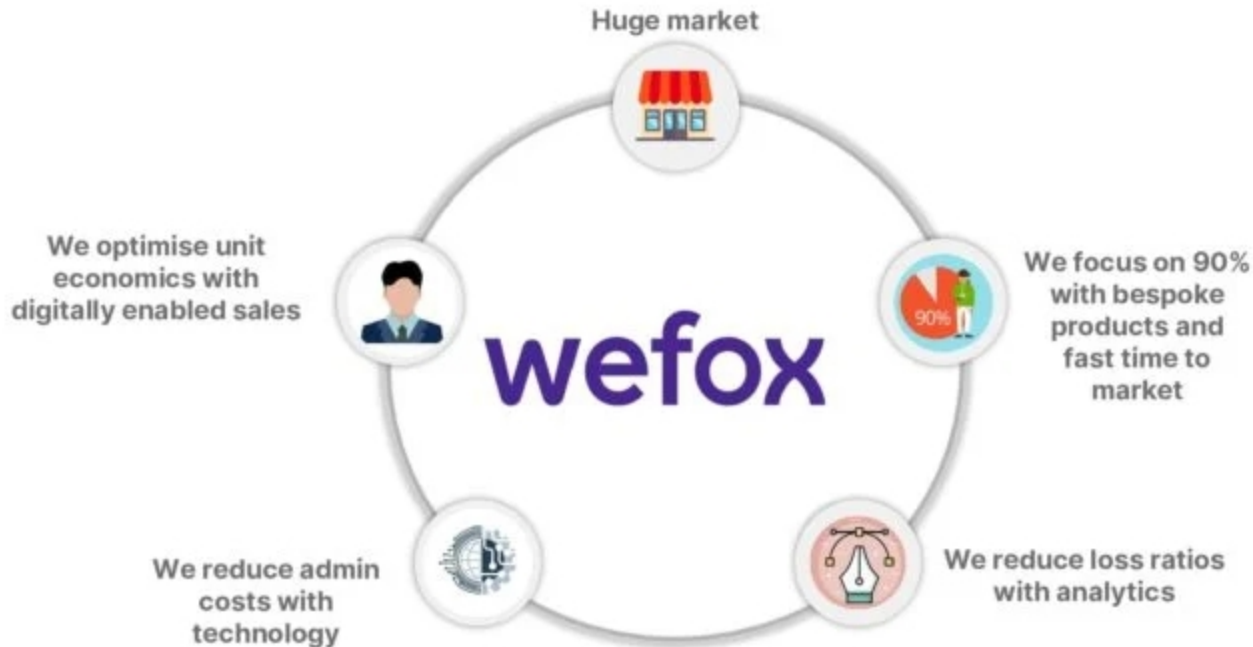 Huge market
We optimise unit
economics with
digitally enabled sales
We focus on 90%
with bespoke
products and
fast time to
market
90%
wefox
We reduce admin
costs with
technology
We reduce loss ratios
with analytics